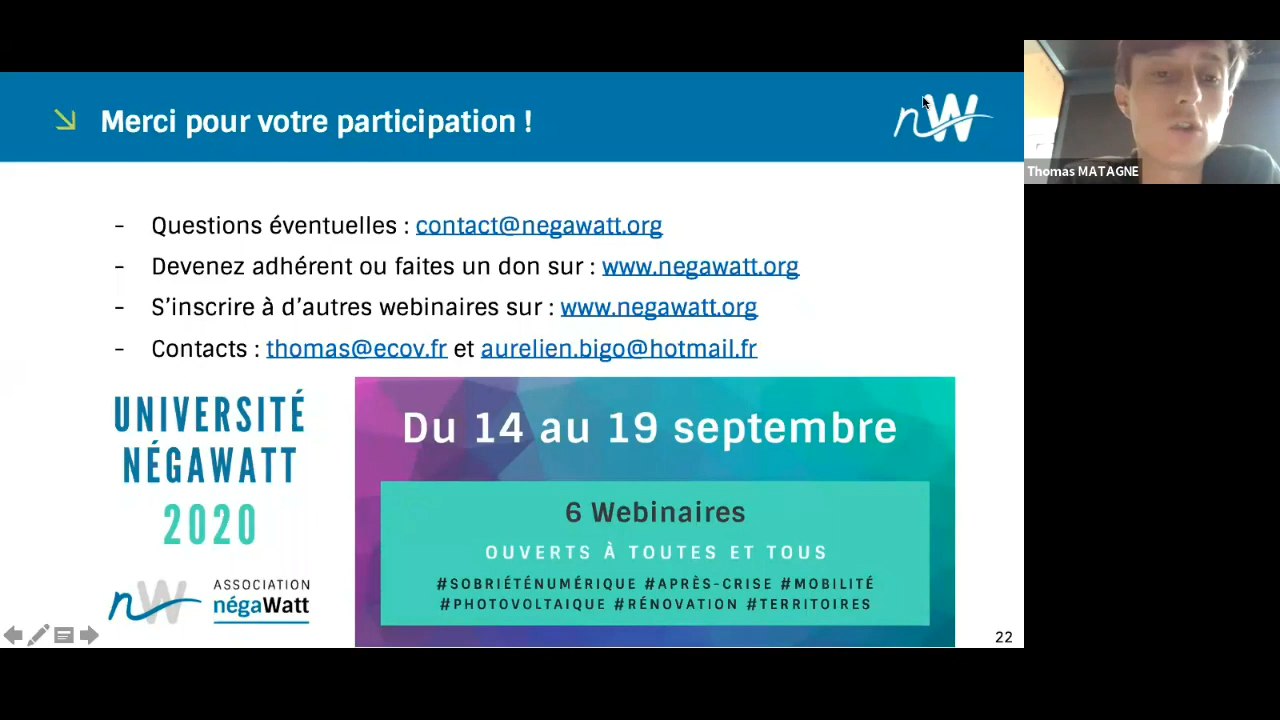 Merci pour votre participation !
nW
Thomas MATAGNE
- Questions éventuelles : contact@negawatt.org
- Devenez adhérent ou faites un don sur : www.negawatt.org
- S'inscrire à d'autres webinaires sur : www.negawatt.org
- Contacts : thomas@ecov.fr et aurelien.bigo@hotmail.fr
UNIVERSITÉ
NÉGAWATT
2020
nW
ASSOCIATION
négaWatt
Du 14 au 19 septembre
6 Webinaires
OUVERTS À TOUTES ET TOUS
#SOBRIÉTÉNUMÉRIQUE #APRÈS-CRISE #MOBILITÉ
#PHOTOVOLTAIQUE #RÉNOVATION #TERRITOIRES
22